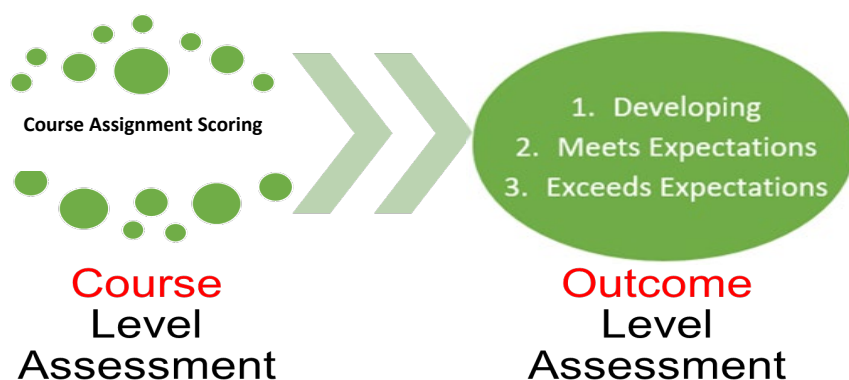 Course Assignment Scoring
1. Developing
2. Meets Expectations
3. Exceeds Expectations
Course
Level
Assessment
Outcome
Level
Assessment